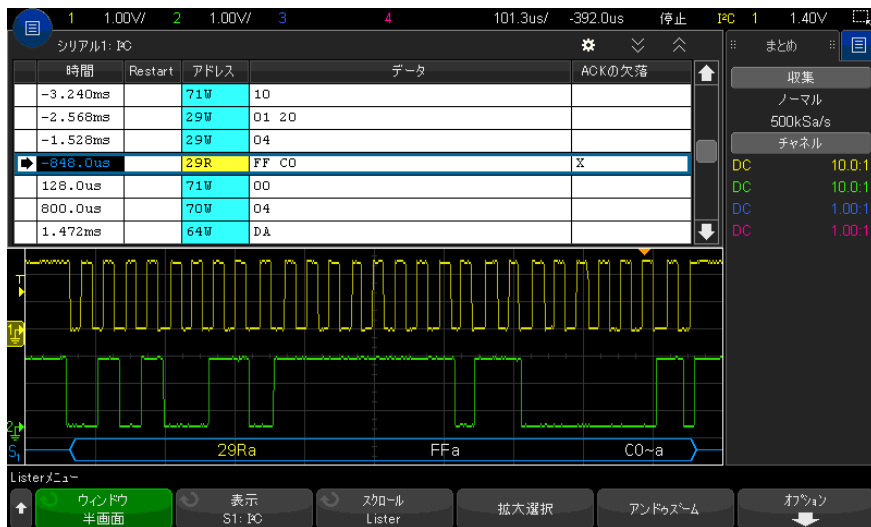 1 1.00V/ 2 1.00V/ 3 4 101.3us/ -392.0us 停止 I²C 1 1.40V
シリアル1: I²C
時間 Restart アドレス データ ACKの欠落
-3.240ms 71W 10
-2.568ms 29W 01 20
-1.528ms 29W 04
-848.0us 29R FF C0 X
128.0us 71W 00
800.0us 70W 04
1.472ms 64W DA
まとめ
収集
ノーマル
500kSa/s
チャネル
DC 10.0:1
DC 10.0:1
DC 1.00:1
DC 1.00:1
T
1
2
S1 29Ra FFa C0~a
Listerメニュー
ウィンドウ
半画面
表示
S1: I²C
スクロール
Lister
拡大選択
アンドゥズーム
オプション